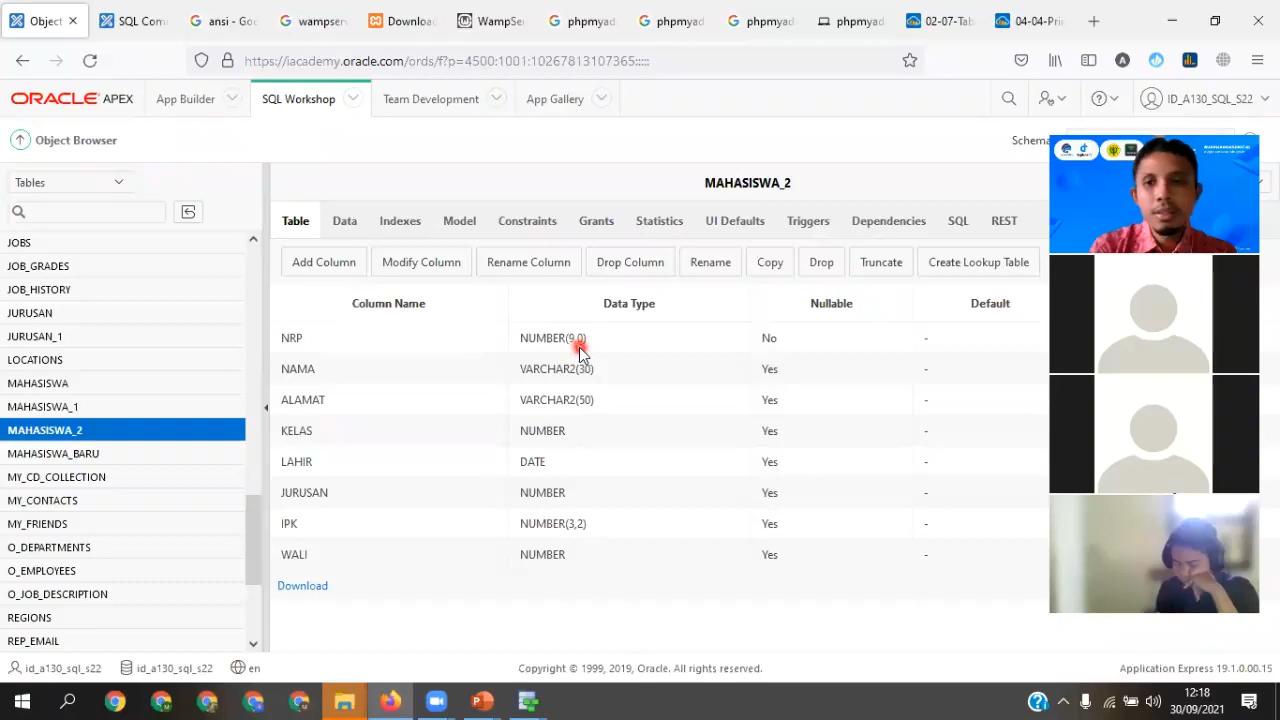 Object
SQL Com
ansi - Goo
wampserv
Download
WampSe
phpmyad
phpmyad
phpmyad
phpmyad
02-07-Tab
04-04-Pri
https://iacademy.oracle.com/ords/f?p=4500:1001:10267813107365:::::
ORACLE APEX
App Builder
SQL Workshop
Team Development
App Gallery
ID_A130_SQL_S22
Object Browser
Schema
Tables
MAHASISWA_2
Table
Data
Indexes
Model
Constraints
Grants
Statistics
UI Defaults
Triggers
Dependencies
SQL
REST
Add Column
Modify Column
Rename Column
Drop Column
Rename
Copy
Drop
Truncate
Create Lookup Table
JOBS
JOB_GRADES
JOB_HISTORY
JURUSAN
JURUSAN_1
LOCATIONS
MAHASISWA
MAHASISWA_1
MAHASISWA_2
MAHASISWA_BARU
MY_CD_COLLECTION
MY_CONTACTS
MY_FRIENDS
O_DEPARTMENTS
O_EMPLOYEES
O_JOB_DESCRIPTION
REGIONS
REP_EMAIL
Column Name Data Type Nullable Default
NRP NUMBER(9,0) No -
NAMA VARCHAR2(30) Yes -
ALAMAT VARCHAR2(50) Yes -
KELAS NUMBER Yes -
LAHIR DATE Yes -
JURUSAN NUMBER Yes -
IPK NUMBER(3,2) Yes -
WALI NUMBER Yes -
Download
id_a130_sql_s22
id_a130_sql_s22
en
Copyright © 1999, 2019, Oracle. All rights reserved.
Application Express 19.1.0.00.15
12:18
30/09/2021